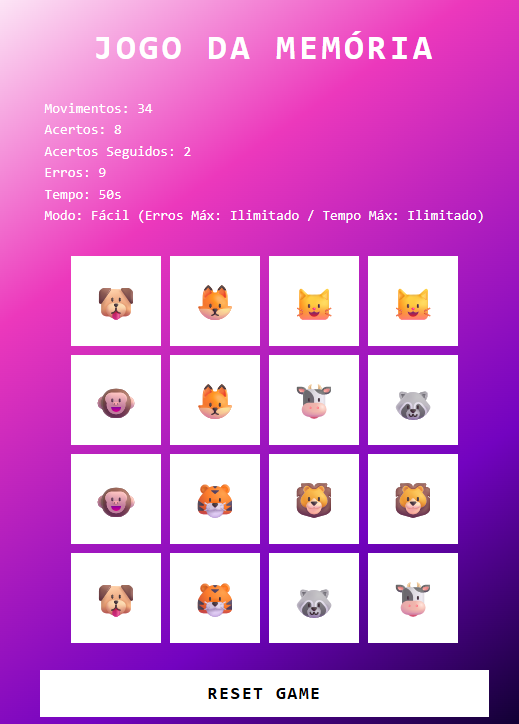 JOGO DA MEMÓRIA
Movimentos: 34
Acertos: 8
Acertos Seguidos: 2
Erros: 9
Tempo: 50s
Modo: Fácil (Erros Máx: Ilimitado / Tempo Máx: Ilimitado)
RESET GAME